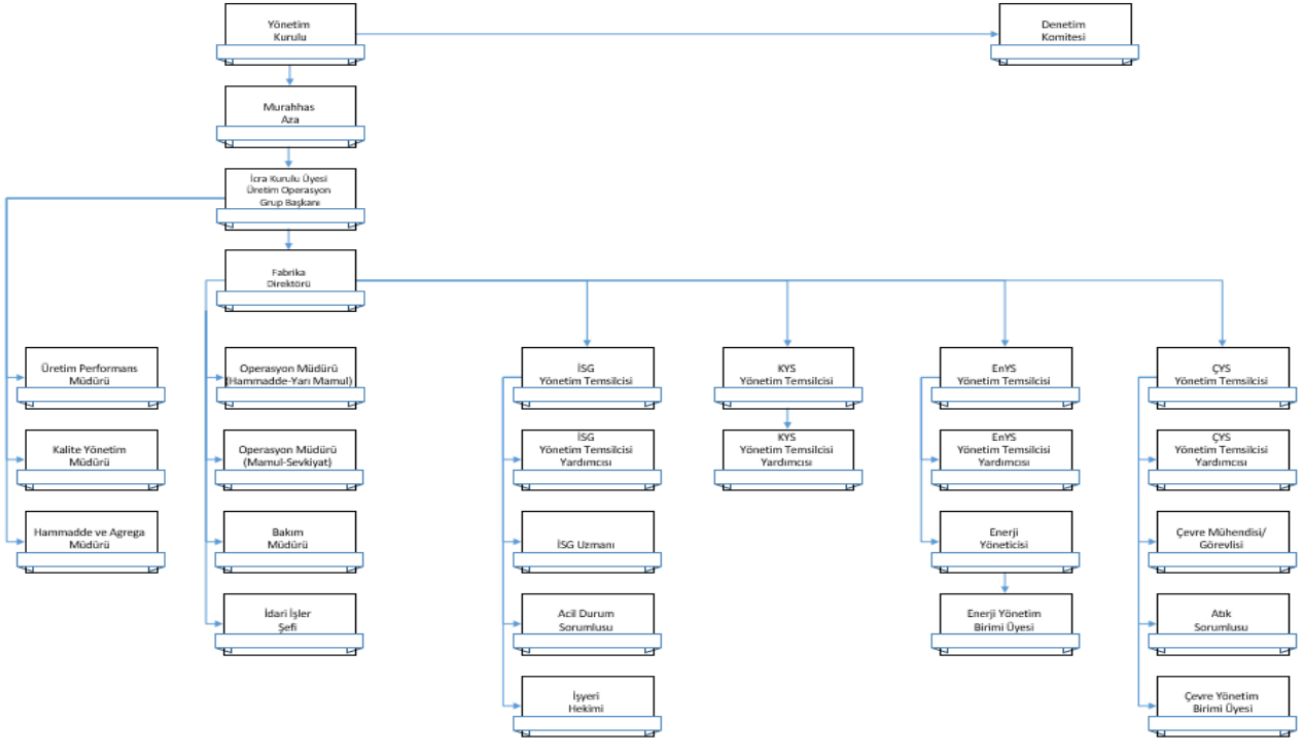 Yönetim
Kurulu
Denetim
Komitesi
Murahhas
Aza
İcra Kurulu Üyesi
Üretim Operasyon
Grup Başkanı
Fabrika
Direktörü
Üretim Performans
Müdürü
Operasyon Müdürü
(Hammadde-Yarı Mamul)
İSG
Yönetim Temsilcisi
KYS
Yönetim Temsilcisi
EnYS
Yönetim Temsilcisi
ÇYS
Yönetim Temsilcisi
Kalite Yönetim
Müdürü
Operasyon Müdürü
(Mamul-Sevkiyat)
İSG
Yönetim Temsilcisi
Yardımcısı
KYS
Yönetim Temsilcisi
Yardımcısı
EnYS
Yönetim Temsilcisi
Yardımcısı
ÇYS
Yönetim Temsilcisi
Yardımcısı
Hammadde ve Agrega
Müdürü
Bakım
Müdürü
İSG Uzmanı
Enerji
Yöneticisi
Çevre Mühendisi/
Görevlisi
İdari İşler
Şefi
Acil Durum
Sorumlusu
Enerji Yönetim
Birimi Üyesi
Atık
Sorumlusu
İşyeri
Hekimi
Çevre Yönetim
Birimi Üyesi